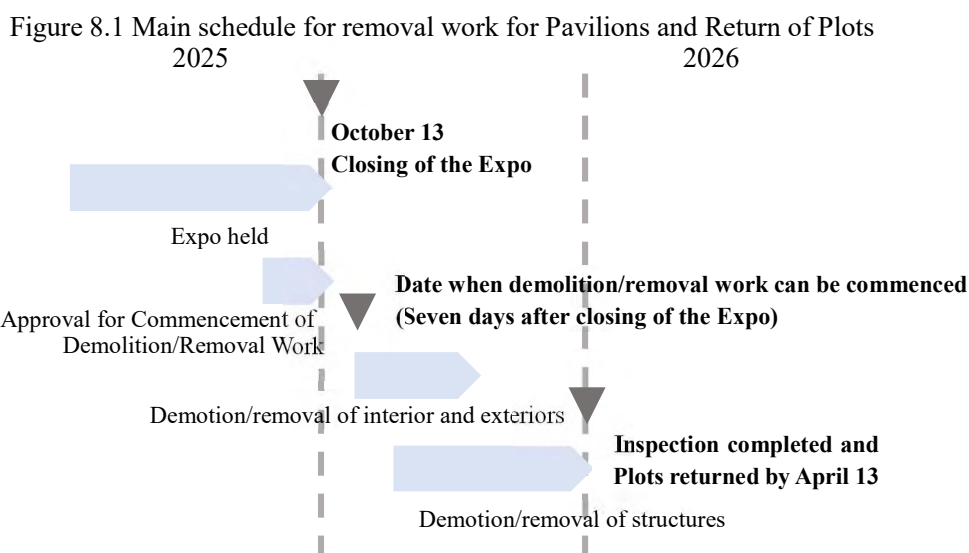 Figure 8.1 Main schedule for removal work for Pavilions and Return of Plots
2025
2026
October 13
Closing of the Expo
Expo held
Date when demolition/removal work can be commenced
(Seven days after closing of the Expo)
Approval for Commencement of
Demolition/Removal Work
Demotion/removal of interior and exteriors
Inspection completed and
Plots returned by April 13
Demotion/removal of structures